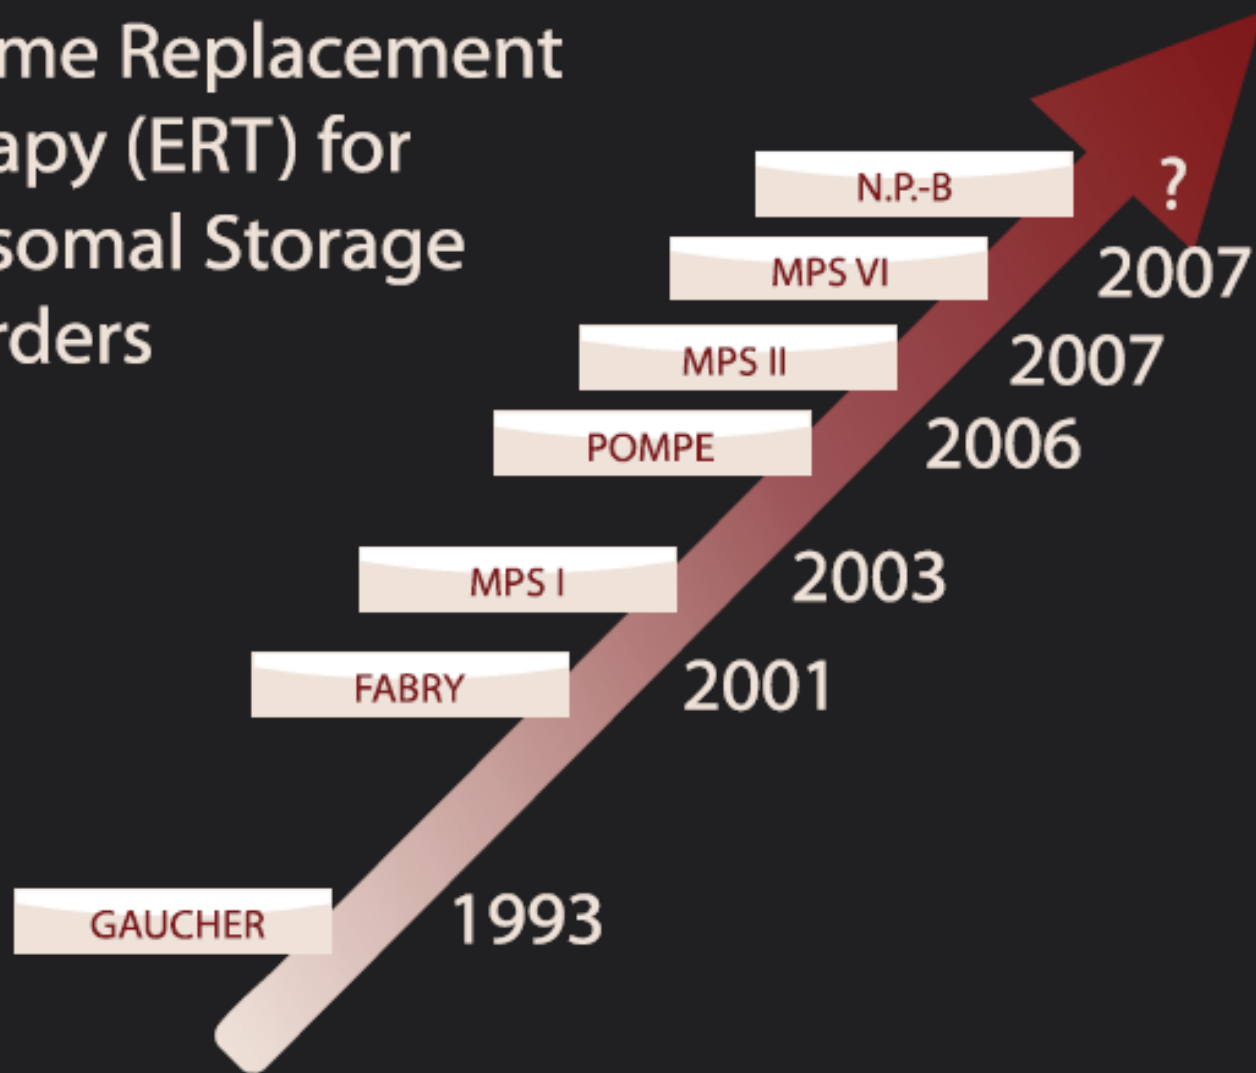 me Replacement
apy (ERT) for
somal Storage
rders
N.P.-B ?
MPS VI 2007
MPS II 2007
POMPE 2006
MPS I 2003
FABRY 2001
GAUCHER 1993